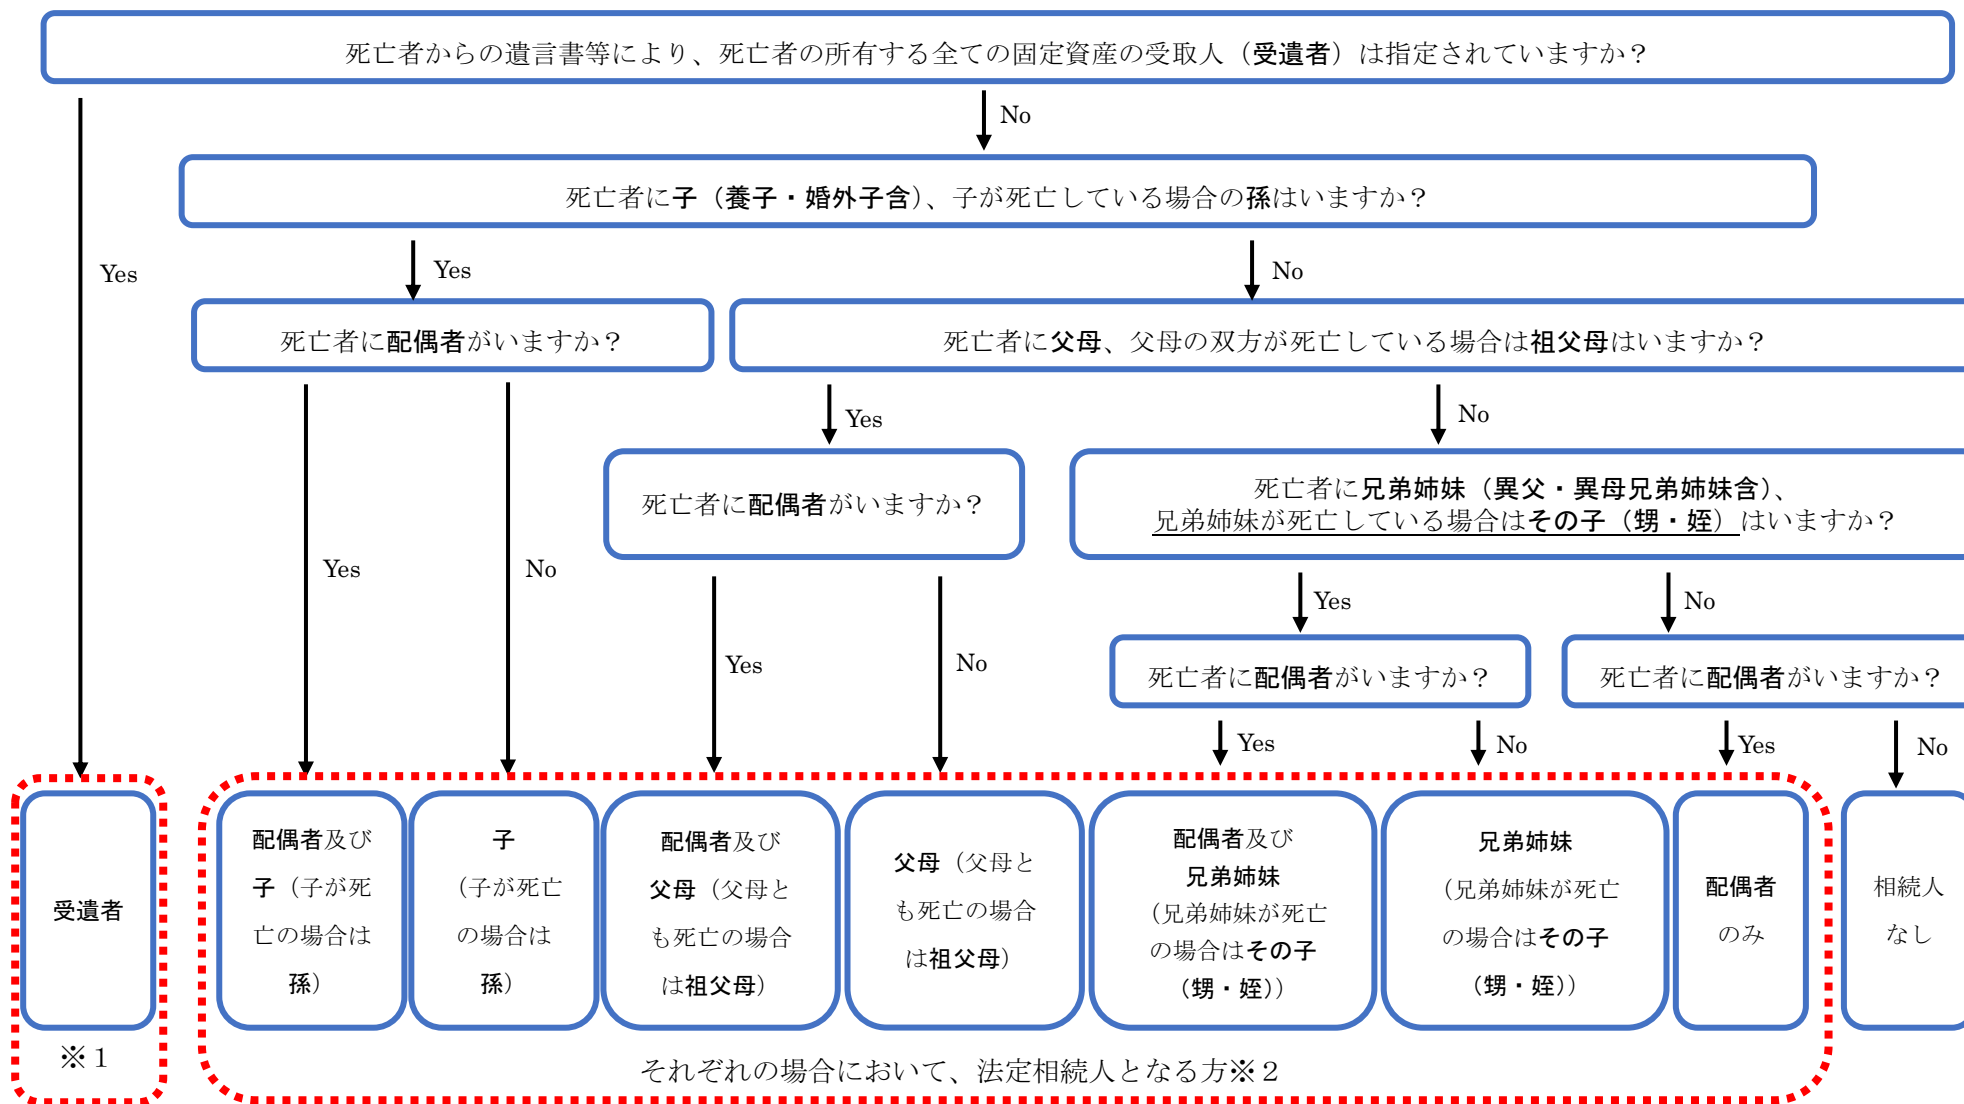 死亡者からの遺言書等により、死亡者の所有する全ての固定資産の受取人（受遺者）は指定されていますか？
No
死亡者に子（養子・婚外子含）、子が死亡している場合の孫はいますか？
Yes
Yes
No
死亡者に配偶者がいますか？
死亡者に父母、父母の双方が死亡している場合は祖父母はいますか？
Yes
No
死亡者に配偶者がいますか？
死亡者に兄弟姉妹（異父・異母兄弟姉妹含）、
兄弟姉妹が死亡している場合はその子（甥・姪）はいますか？
Yes
No
Yes
No
Yes
No
死亡者に配偶者がいますか？
死亡者に配偶者がいますか？
Yes
No
Yes
No
受遺者
配偶者及び
子（子が死
亡の場合は
孫）
子
（子が死亡
の場合は
孫）
配偶者及び
父母（父母と
も死亡の場合
は祖父母）
父母（父母と
も死亡の場合
は祖父母）
配偶者及び
兄弟姉妹
（兄弟姉妹が死亡
の場合はその子
（甥・姪））
兄弟姉妹
（兄弟姉妹が死亡
の場合はその子
（甥・姪））
配偶者
のみ
相続人
なし
※１
それぞれの場合において、法定相続人となる方※２